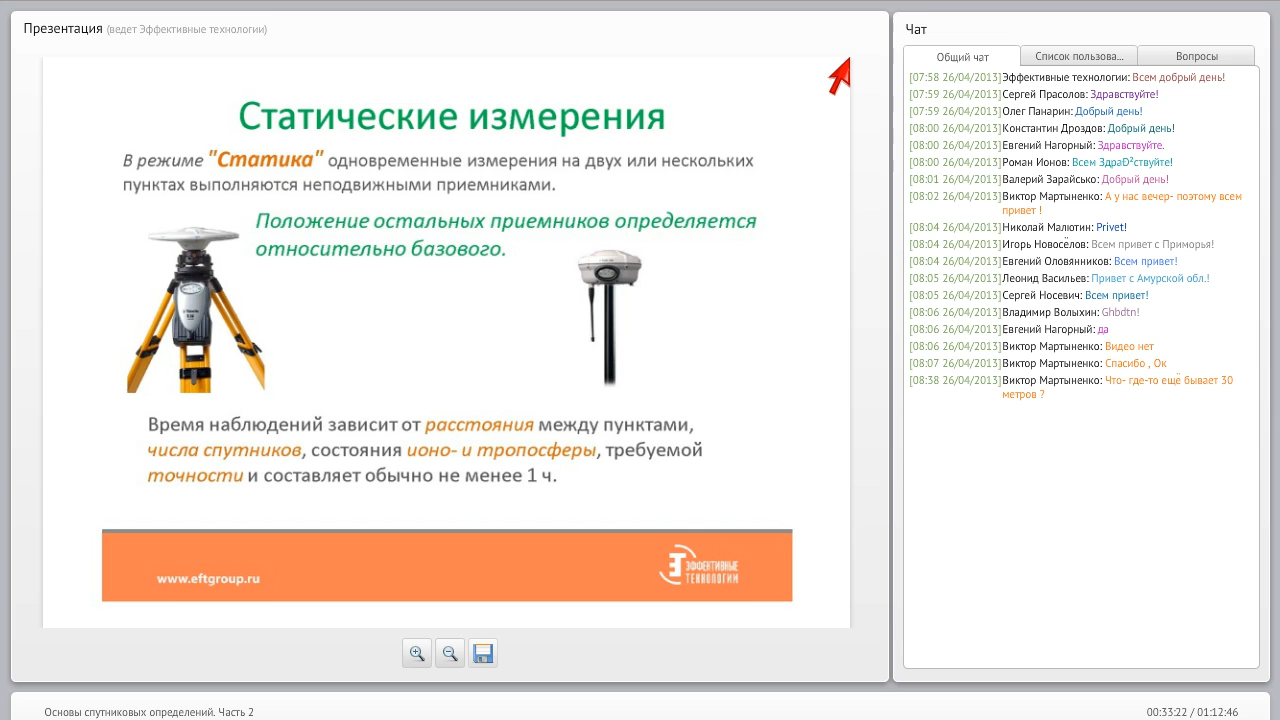 Презентация (ведет Эффективные технологии)
Статические измерения
В режиме "Статика" одновременные измерения на двух или нескольких
пунктах выполняются неподвижными приемниками.
Положение остальных приемников определяется
относительно базового.
Время наблюдений зависит от расстояния между пунктами,
числа спутников, состояния ионо- и тропосферы, требуемой
точности и составляет обычно не менее 1 ч.
www.eftgroup.ru
ЭФФЕКТИВНЫЕ
ТЕХНОЛОГИИ
Чат
Общий чат
Список пользова...
Вопросы
[07:58 26/04/2013]Эффективные технологии: Всем добрый день!
[07:59 26/04/2013]Сергей Прасолов: Здравствуйте!
[07:59 26/04/2013]Олег Панарин: Добрый день!
[08:00 26/04/2013]Константин Дроздов: Добрый день!
[08:00 26/04/2013]Евгений Нагорный: Здравствуйте.
[08:00 26/04/2013]Роман Ионов: Всем ЗдраÐ²ствуйте!
[08:01 26/04/2013]Валерий Зарайсько: Добрый день!
[08:02 26/04/2013]Виктор Мартыненко: А у нас вечер- поэтому всем
привет !
[08:04 26/04/2013]Николай Малютин: Privet!
[08:04 26/04/2013]Игорь Новосёлов: Всем привет с Приморья!
[08:04 26/04/2013]Евгений Оловянников: Всем привет!
[08:05 26/04/2013]Леонид Васильев: Привет с Амурской обл.!
[08:05 26/04/2013]Сергей Носевич: Всем привет!
[08:06 26/04/2013]Владимир Волыхин: Ghbdtn!
[08:06 26/04/2013]Евгений Нагорный: да
[08:06 26/04/2013]Виктор Мартыненко: Видео нет
[08:07 26/04/2013]Виктор Мартыненко: Спасибо , Ок
[08:38 26/04/2013]Виктор Мартыненко: Что- где-то ещё бывает 30
метров ?
Основы спутниковых определений. Часть 2
00:33:22 / 01:12:46